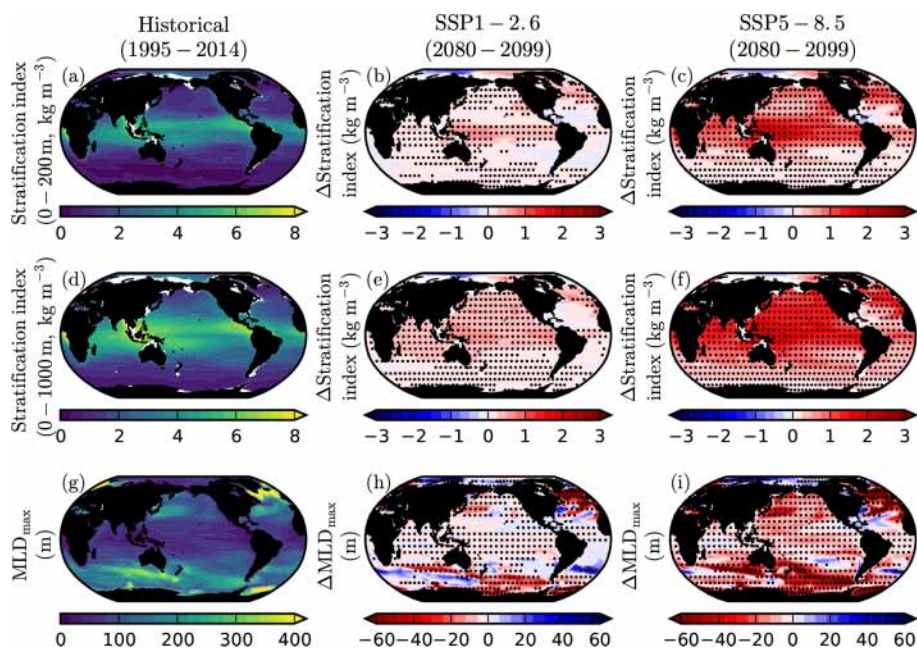 Historical
(1995 – 2014)
SSP1 – 2.6
(2080 – 2099)
SSP5 – 8.5
(2080 – 2099)
Stratification index
(0 – 200 m, kg m⁻³)
(a)
0 2 4 6 8
ΔStratification
index (kg m⁻³)
(b)
−3 −2 −1 0 1 2 3
ΔStratification
index (kg m⁻³)
(c)
−3 −2 −1 0 1 2 3
Stratification index
(0 – 1000 m, kg m⁻³)
(d)
0 2 4 6 8
ΔStratification
index (kg m⁻³)
(e)
−3 −2 −1 0 1 2 3
ΔStratification
index (kg m⁻³)
(f)
−3 −2 −1 0 1 2 3
MLDmax
(m)
(g)
0 100 200 300 400
ΔMLDmax
(m)
(h)
−60 −40 −20 0 20 40 60
ΔMLDmax
(m)
(i)
−60 −40 −20 0 20 40 60